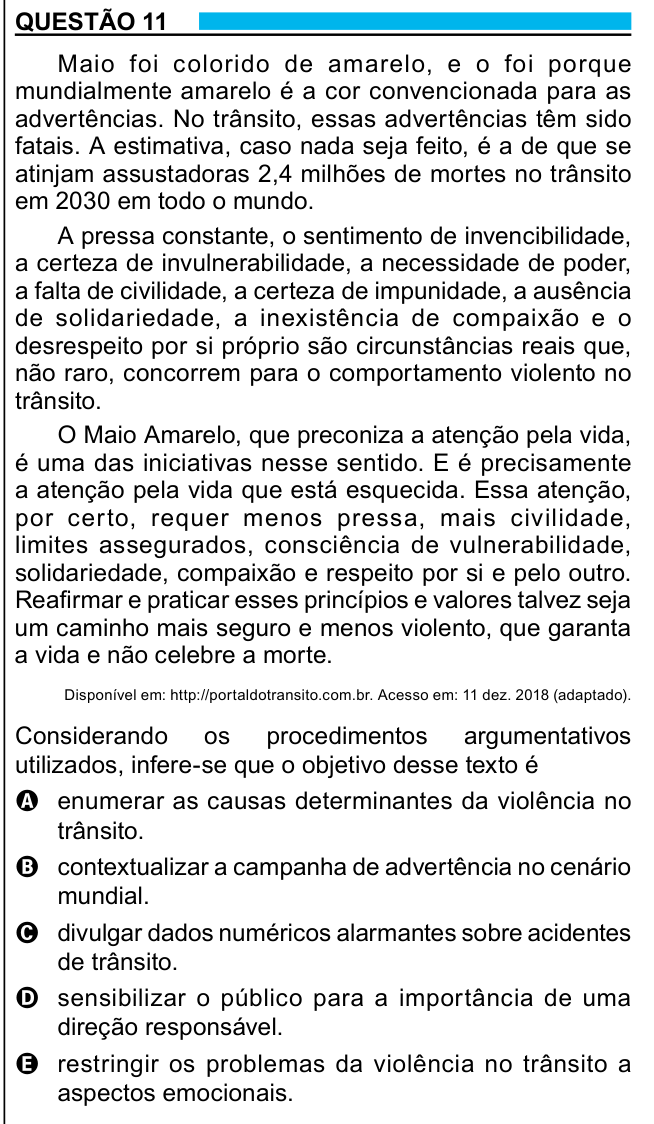 QUESTÃO 11
Maio foi colorido de amarelo, e o foi porque
mundialmente amarelo é a cor convencionada para as
advertências. No trânsito, essas advertências têm sido
fatais. A estimativa, caso nada seja feito, é a de que se
atinjam assustadoras 2,4 milhões de mortes no trânsito
em 2030 em todo o mundo.
A pressa constante, o sentimento de invencibilidade,
a certeza de invulnerabilidade, a necessidade de poder,
a falta de civilidade, a certeza de impunidade, a ausência
de solidariedade, a inexistência de compaixão e o
desrespeito por si próprio são circunstâncias reais que,
não raro, concorrem para o comportamento violento no
trânsito.
O Maio Amarelo, que preconiza a atenção pela vida,
é uma das iniciativas nesse sentido. E é precisamente
a atenção pela vida que está esquecida. Essa atenção,
por certo, requer menos pressa, mais civilidade,
limites assegurados, consciência de vulnerabilidade,
solidariedade, compaixão e respeito por si e pelo outro.
Reafirmar e praticar esses princípios e valores talvez seja
um caminho mais seguro e menos violento, que garanta
a vida e não celebre a morte.
Disponível em: http://portaldotransito.com.br. Acesso em: 11 dez. 2018 (adaptado).
Considerando os procedimentos argumentativos
utilizados, infere-se que o objetivo desse texto é
A enumerar as causas determinantes da violência no
trânsito.
B contextualizar a campanha de advertência no cenário
mundial.
C divulgar dados numéricos alarmantes sobre acidentes
de trânsito.
D sensibilizar o público para a importância de uma
direção responsável.
E restringir os problemas da violência no trânsito a
aspectos emocionais.